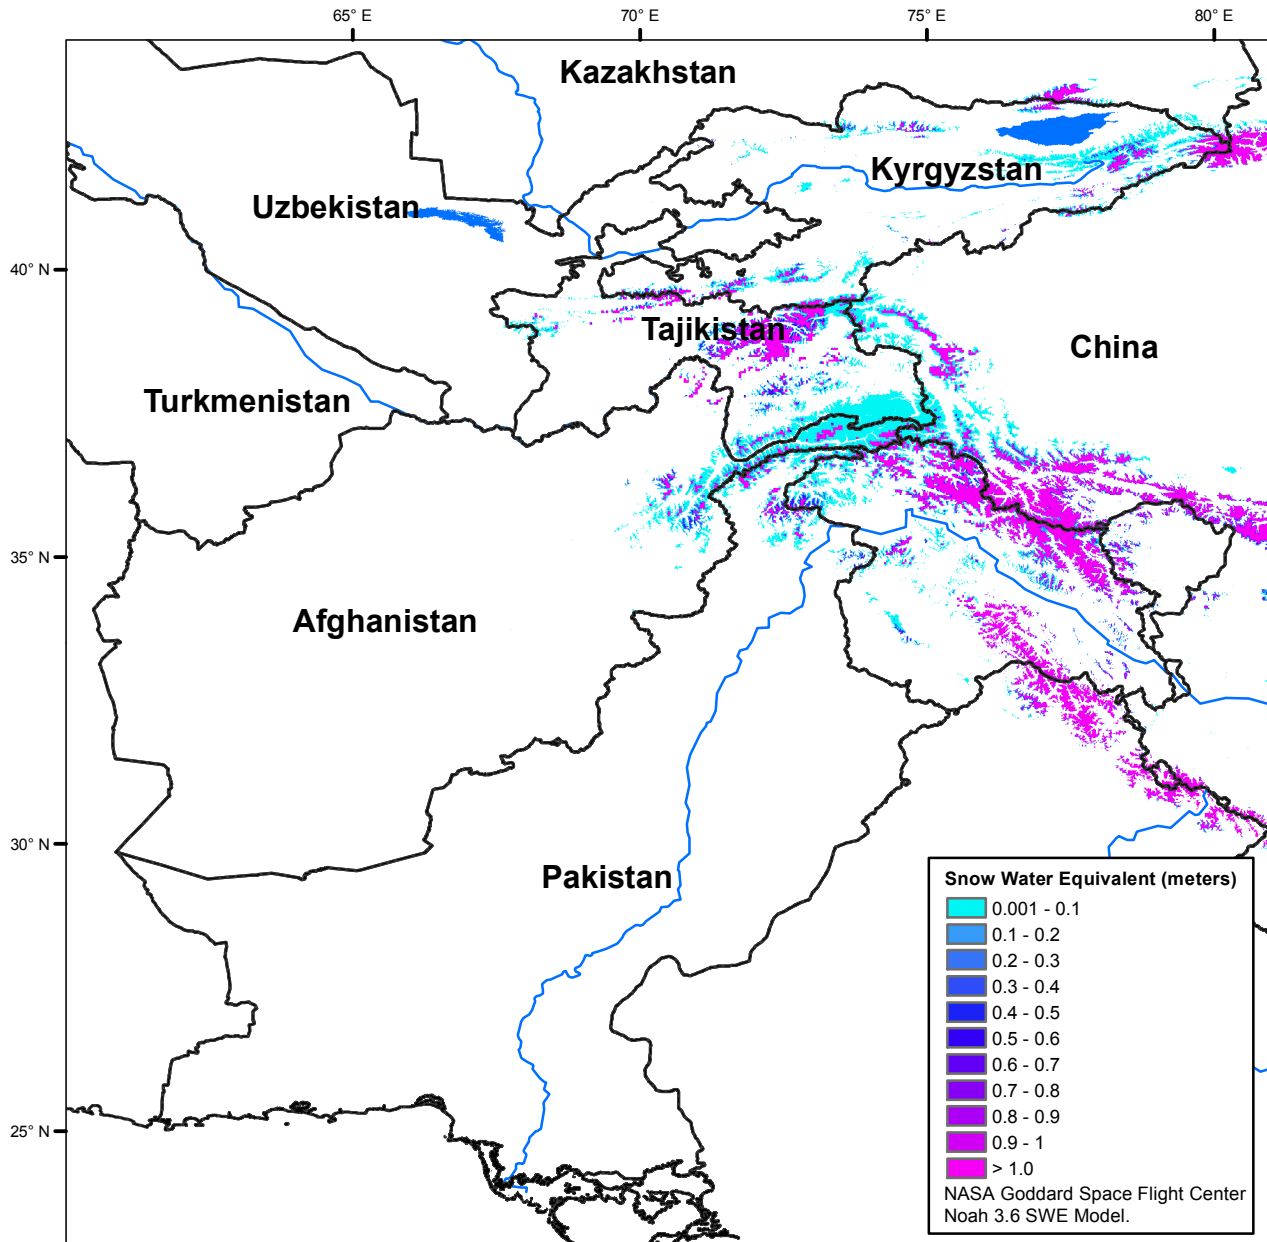 65° E
70° E
75° E
80° E
Kazakhstan
Kyrgyzstan
Uzbekistan
40° N
Tajikistan
China
Turkmenistan
35° N
Afghanistan
30° N
Pakistan
25° N
Snow Water Equivalent (meters)
0.001 - 0.1
0.1 - 0.2
0.2 - 0.3
0.3 - 0.4
0.4 - 0.5
0.5 - 0.6
0.6 - 0.7
0.7 - 0.8
0.8 - 0.9
0.9 - 1
> 1.0
NASA Goddard Space Flight Center
Noah 3.6 SWE Model.